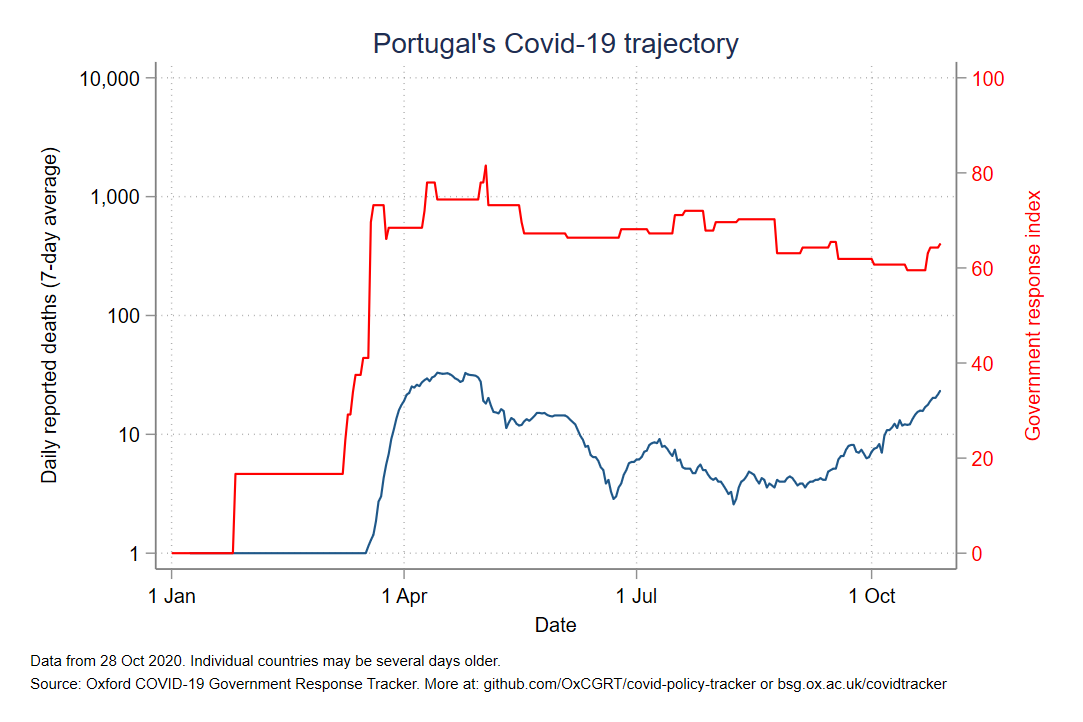 Portugal's Covid-19 trajectory
10,000
1,000
100
10
1
Daily reported deaths (7-day average)
100
80
60
40
20
0
Government response index
1 Jan
1 Apr
1 Jul
1 Oct
Date
Data from 28 Oct 2020. Individual countries may be several days older.
Source: Oxford COVID-19 Government Response Tracker. More at: github.com/OxCGRT/covid-policy-tracker or bsg.ox.ac.uk/covidtracker